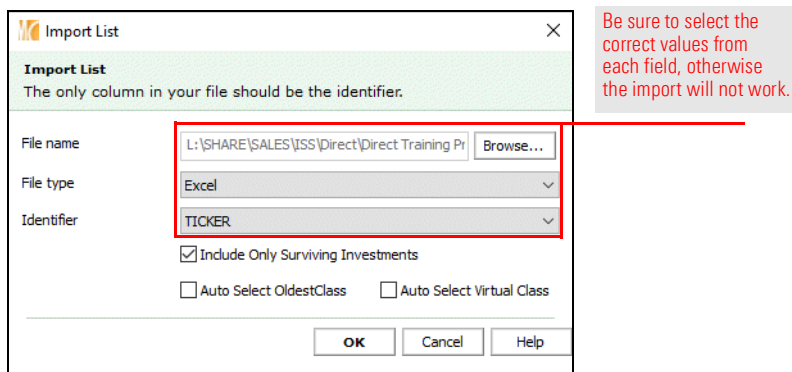 Import List
Import List
The only column in your file should be the identifier.
File name
L:\SHARE\SALES\ISS\Direct\Direct Training Pr
Browse...
File type
Excel
Identifier
TICKER
Include Only Surviving Investments
Auto Select OldestClass
Auto Select Virtual Class
OK
Cancel
Help
Be sure to select the
correct values from
each field, otherwise
the import will not work.